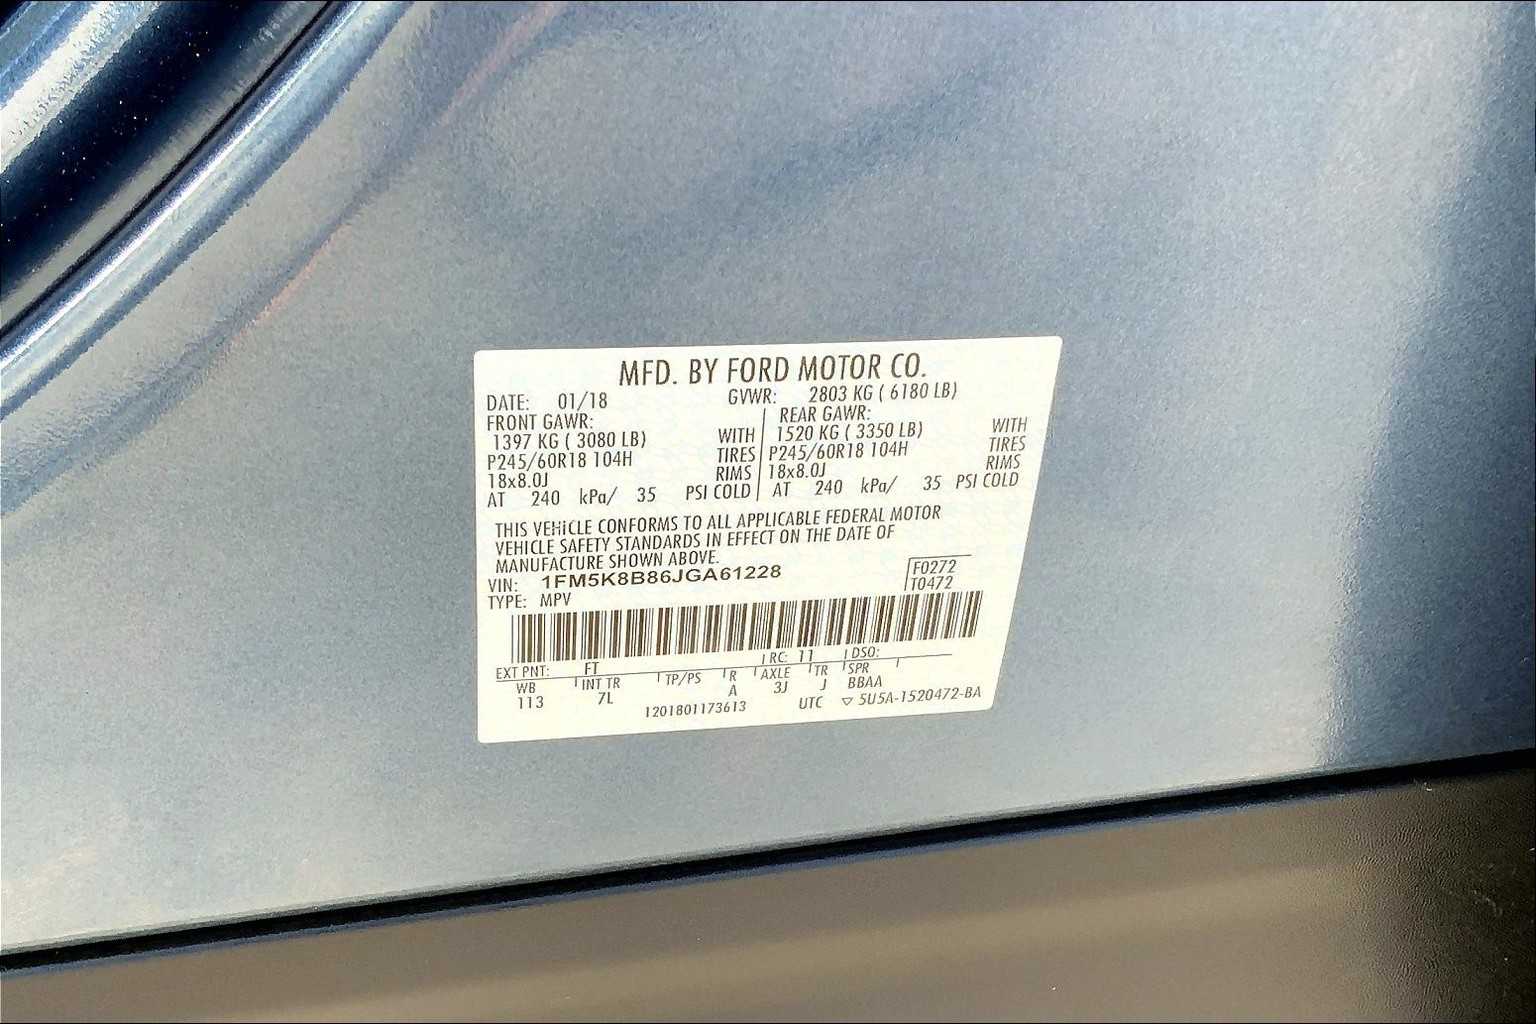 MFD. BY FORD MOTOR CO.
DATE: 01/18 GVWR: 2803 KG ( 6180 LB)
FRONT GAWR: REAR GAWR:
1397 KG ( 3080 LB) WITH 1520 KG ( 3350 LB) WITH
P245/60R18 104H TIRES P245/60R18 104H TIRES
18x8.0J RIMS 18x8.0J RIMS
AT 240 kPa/ 35 PSI COLD AT 240 kPa/ 35 PSI COLD
THIS VEHICLE CONFORMS TO ALL APPLICABLE FEDERAL MOTOR
VEHICLE SAFETY STANDARDS IN EFFECT ON THE DATE OF
MANUFACTURE SHOWN ABOVE.
VIN: 1FM5K8B86JGA61228 F0272
TYPE: MPV T0472
EXT PNT: FT RC: 11 DSO:
WB INT TR TP/PS R AXLE TR SPR
113 7L A 3J J BBAA
1201801173613 UTC ▽ 5U5A-1520472-BA